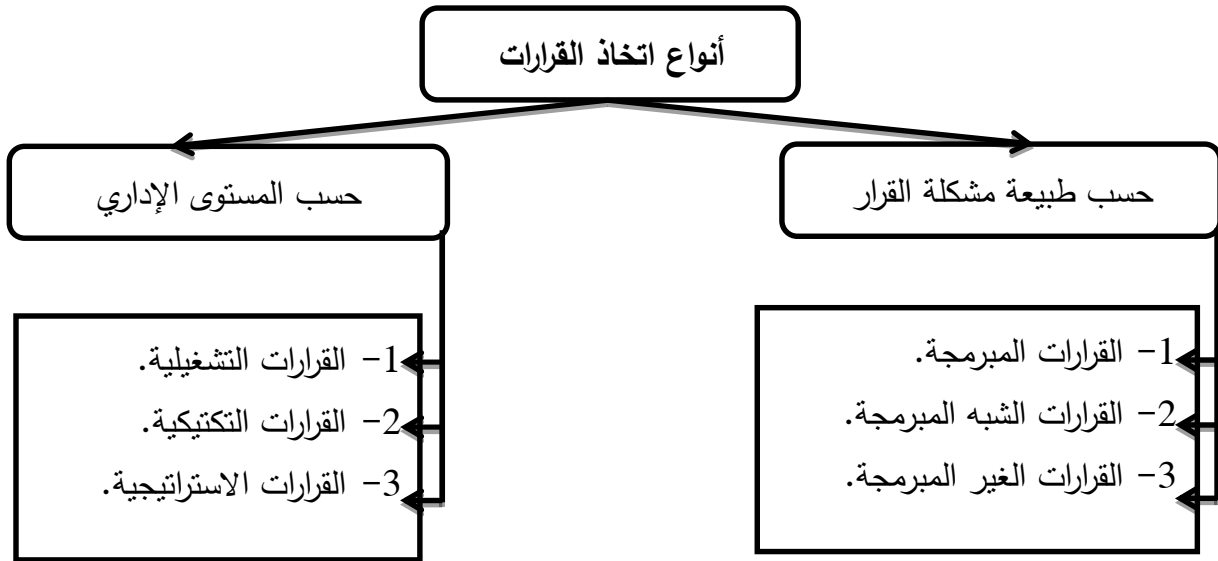 أنواع اتخاذ القرارات
حسب طبيعة مشكلة القرار
1- القرارات المبرمجة.
2- القرارات الشبه المبرمجة.
3- القرارات الغير المبرمجة.
حسب المستوى الإداري
1- القرارات التشغيلية.
2- القرارات التكتيكية.
3- القرارات الاستراتيجية.